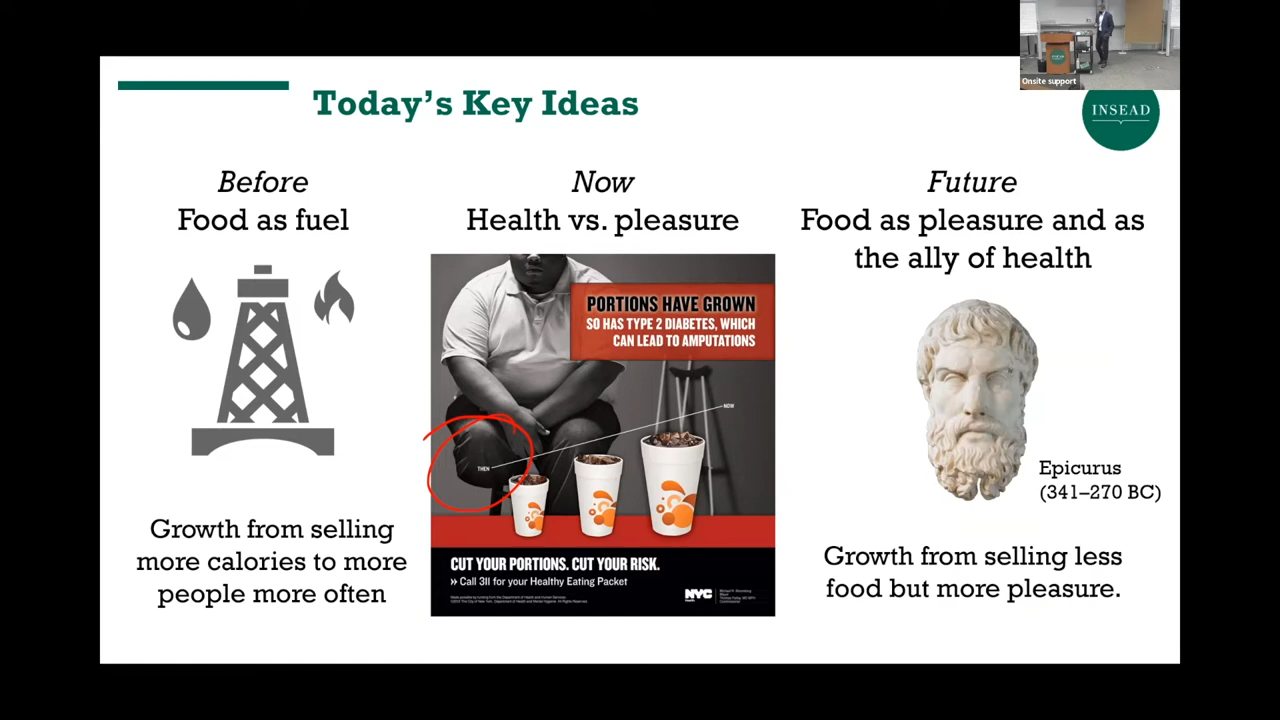 Onsite support
Today's Key Ideas
INSEAD
Before
Food as fuel
Growth from selling
more calories to more
people more often
Now
Health vs. pleasure
PORTIONS HAVE GROWN
SO HAS TYPE 2 DIABETES, WHICH
CAN LEAD TO AMPUTATIONS
NOW
THEN
CUT YOUR PORTIONS. CUT YOUR RISK.
» Call 311 for your Healthy Eating Packet
NYC
Future
Food as pleasure and as
the ally of health
Epicurus
(341–270 BC)
Growth from selling less
food but more pleasure.